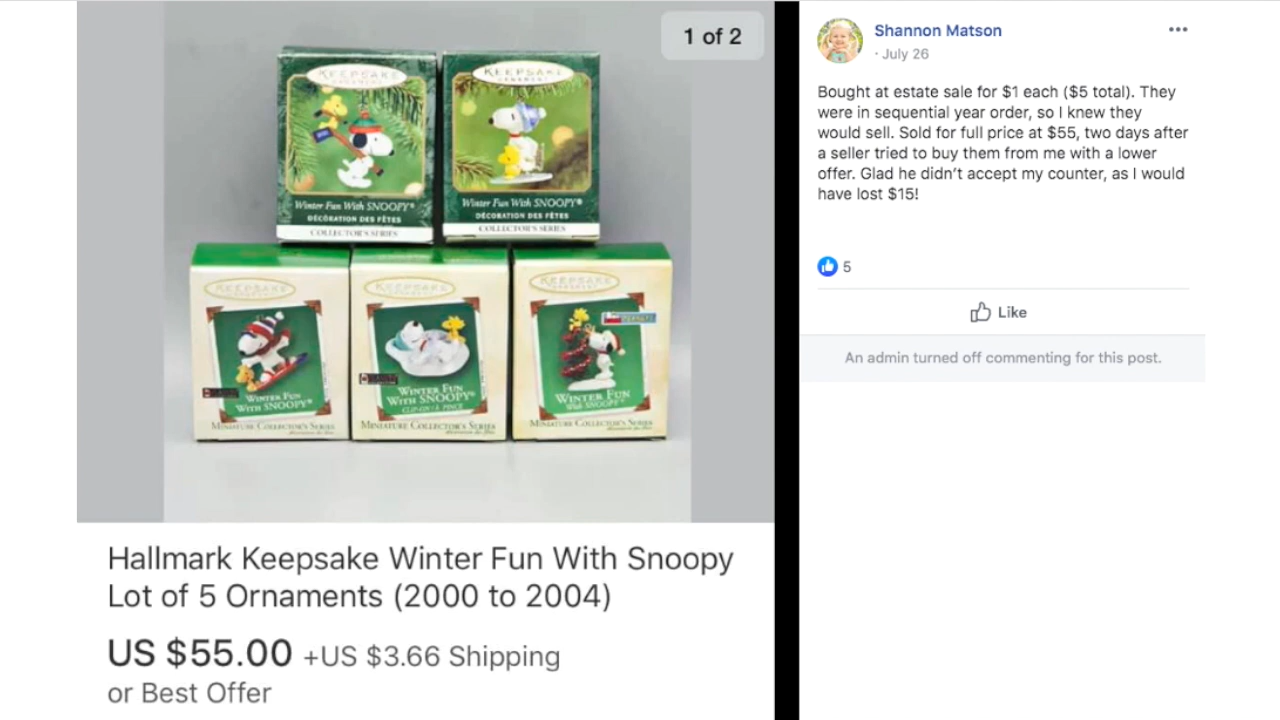 1 of 2
KEEPSAKE
ORNAMENT
Winter Fun With SNOOPY®
DÉCORATION DES FÊTES
COLLECTOR'S SERIES
KEEPSAKE
ORNAMENT
Winter Fun With SNOOPY®
DÉCORATION DES FÊTES
COLLECTOR'S SERIES
KEEPSAKE
ORNAMENT
WINTER FUN
WITH SNOOPY®
MINIATURE COLLECTOR'S SERIES
KEEPSAKE
ORNAMENT
WINTER FUN
WITH SNOOPY®
MINIATURE COLLECTOR'S SERIES
KEEPSAKE
ORNAMENT
WINTER FUN
With SNOOPY™
MINIATURE COLLECTOR'S SERIES
Hallmark Keepsake Winter Fun With Snoopy
Lot of 5 Ornaments (2000 to 2004)
US $55.00 +US $3.66 Shipping
or Best Offer
Shannon Matson
· July 26
Bought at estate sale for $1 each ($5 total). They
were in sequential year order, so I knew they
would sell. Sold for full price at $55, two days after
a seller tried to buy them from me with a lower
offer. Glad he didn't accept my counter, as I would
have lost $15!
5
Like
An admin turned off commenting for this post.